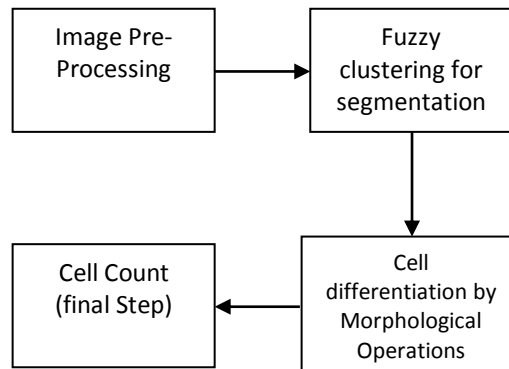 Image Pre-
Processing
Fuzzy
clustering for
segmentation
Cell
differentiation by
Morphological
Operations
Cell Count
(final Step)